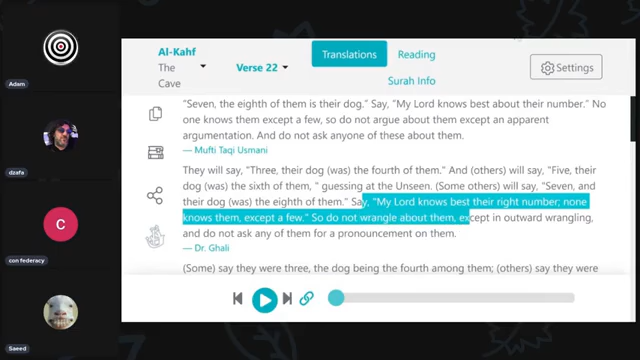 Adam
dzafa
C
con federacy
Saeed
Al-Kahf
The
Cave
Verse 22
Translations
Reading
Surah Info
Settings
"Seven, the eighth of them is their dog." Say, "My Lord knows best about their number." No
one knows them except a few, so do not argue about them except an apparent
argumentation. And do not ask anyone of these about them.
— Mufti Taqi Usmani
They will say, "Three, their dog (was) the fourth of them." And (others) will say, "Five, their
dog (was) the sixth of them, " guessing at the Unseen. (Some others) will say, "Seven, and
their dog (was) the eighth of them." Say, "My Lord knows best their right number; none
knows them, except a few." So do not wrangle about them, except in outward wrangling,
and do not ask any of them for a pronouncement on them.
— Dr. Ghali
(Some) say they were three, the dog being the fourth among them; (others) say they were